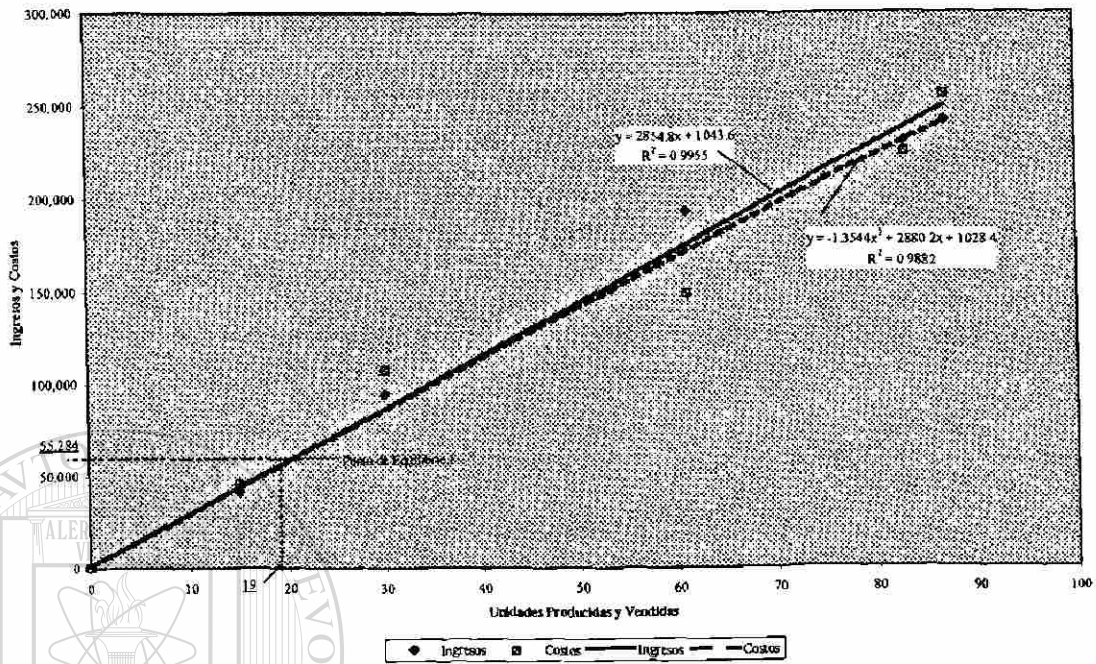 300,000
250,000
200,000
150,000
100,000
55,284
50,000
0
Ingresos y Costos
y = 2854.8x + 1043.6
R² = 0.9955
y = -1.3544x² + 2880.2x + 1028.4
R² = 0.9882
Punto de Equilibrio
0 10 19 20 30 40 50 60 70 80 90 100
Unidades Producidas y Vendidas
Ingresos Costos Ingresos Costos